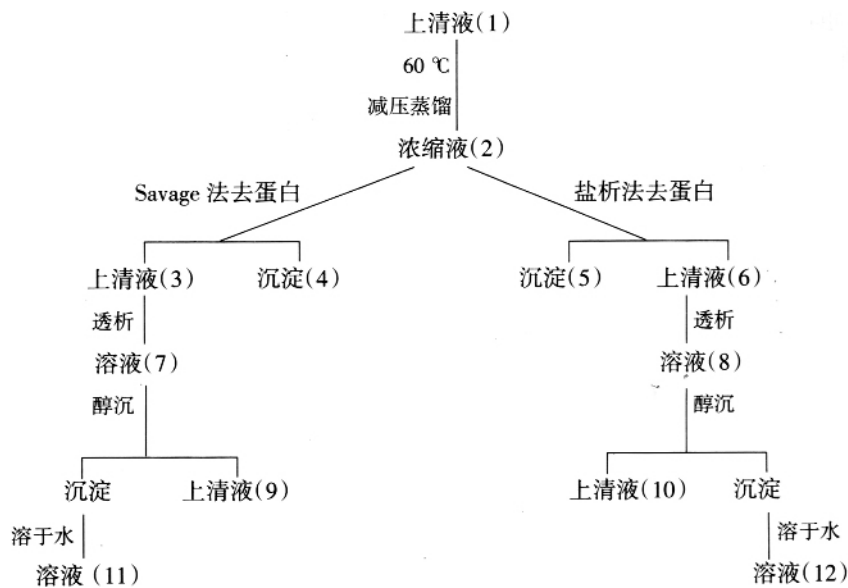 上清液(1)
60 ℃
减压蒸馏
浓缩液(2)
Savage 法去蛋白
盐析法去蛋白
上清液(3)
沉淀(4)
沉淀(5)
上清液(6)
透析
透析
溶液(7)
溶液(8)
醇沉
醇沉
沉淀
上清液(9)
上清液(10)
沉淀
溶于水
溶于水
溶液 (11)
溶液(12)